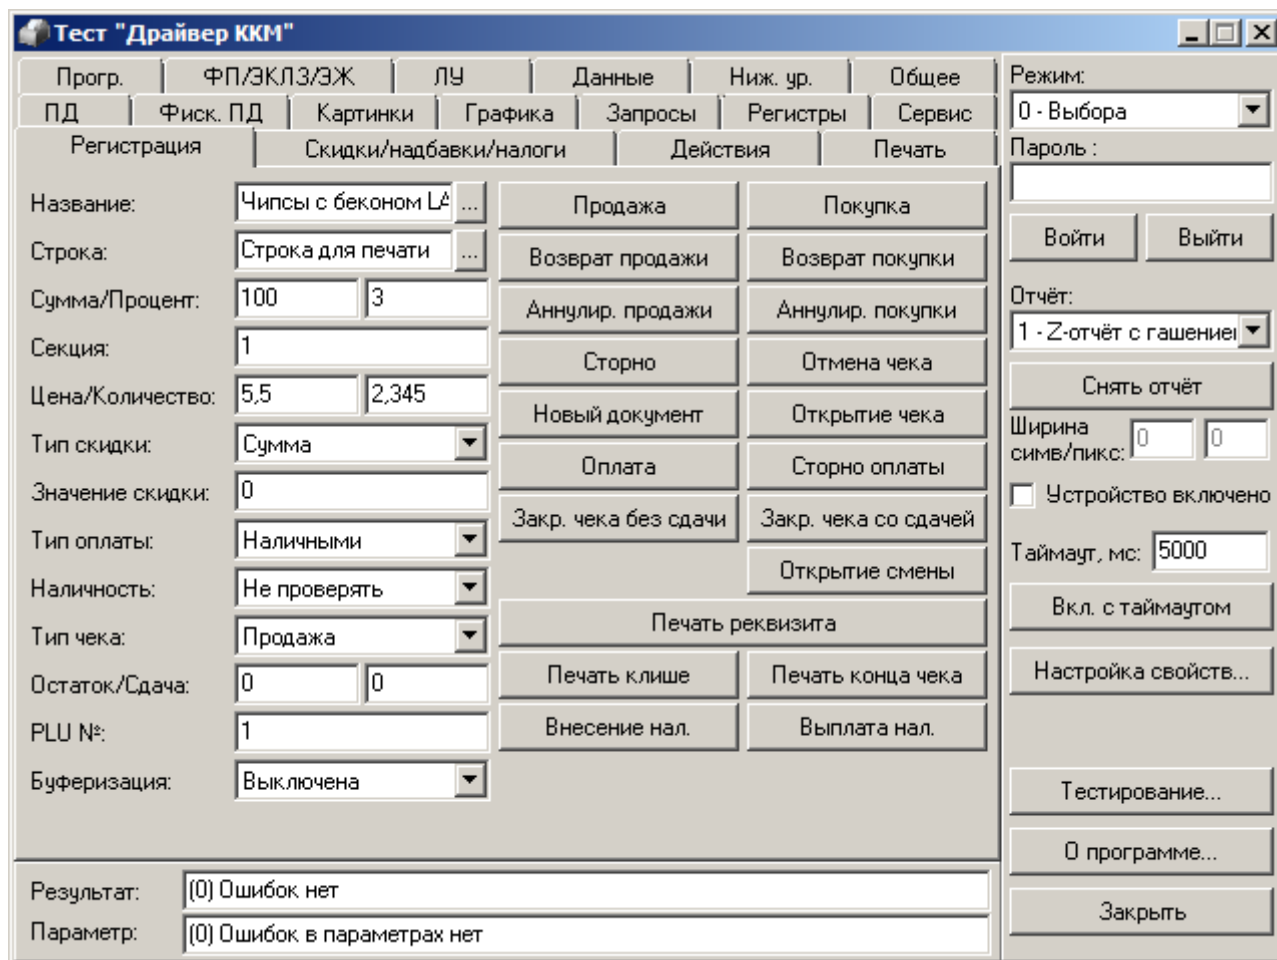 Тест "Драйвер ККМ"
Прогр. ФП/ЭКЛЗ/ЭЖ ЛУ Данные Ниж. ур. Общее
ПД Фиск. ПД Картинки Графика Запросы Регистры Сервис
Регистрация Скидки/надбавки/налоги Действия Печать
Название: Чипсы с беконом LA ... Продажа Покупка
Строка: Строка для печати ... Возврат продажи Возврат покупки
Сумма/Процент: 100 3 Аннулир. продажи Аннулир. покупки
Секция: 1 Сторно Отмена чека
Цена/Количество: 5,5 2,345 Новый документ Открытие чека
Тип скидки: Сумма Оплата Сторно оплаты
Значение скидки: 0 Закр. чека без сдачи Закр. чека со сдачей
Тип оплаты: Наличными Открытие смены
Наличность: Не проверять
Тип чека: Продажа Печать реквизита
Остаток/Сдача: 0 0 Печать клише Печать конца чека
PLU №: 1 Внесение нал. Выплата нал.
Буферизация: Выключена
Результат: (0) Ошибок нет
Параметр: (0) Ошибок в параметрах нет
Режим:
0 - Выбора
Пароль :
Войти Выйти
Отчёт:
1 - Z-отчёт с гашением
Снять отчёт
Ширина
симв/пикс: 0 0
Устройство включено
Таймаут, мс: 5000
Вкл. с таймаутом
Настройка свойств...
Тестирование...
О программе...
Закрыть